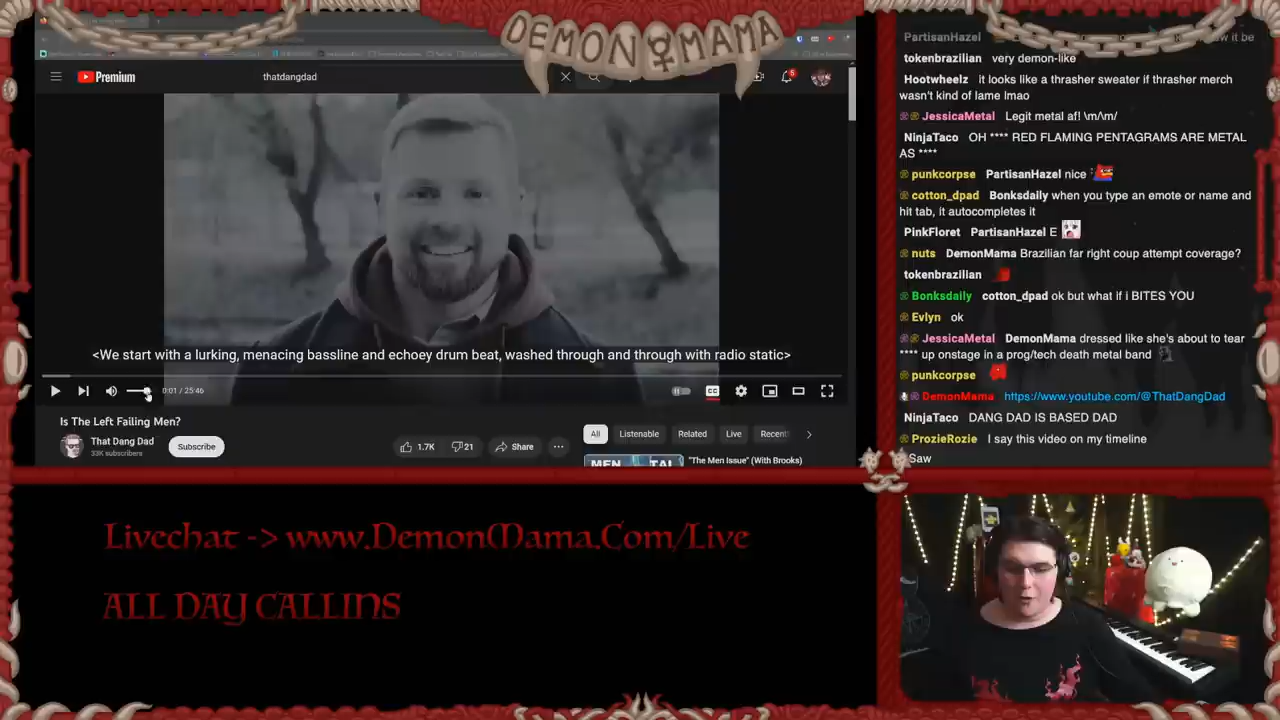 DEMON MAMA
Premium
thatdangdad
<We start with a lurking, menacing bassline and echoey drum beat, washed through and through with radio static>
0:01 / 25:46
CC
Is The Left Failing Men?
That Dang Dad
33K subscribers
Subscribe
1.7K
21
Share
All
Listenable
Related
Live
Recent
"The Men Issue" (With Brooks)
Livechat -> www.DemonMama.Com/Live
ALL DAY CALLINS
PartisanHazel
tokenbrazilian very demon-like
Hootwheelz it looks like a thrasher sweater if thrasher merch
wasn't kind of lame lmao
JessicaMetal Legit metal af! \m/m/
NinjaTaco OH **** RED FLAMING PENTAGRAMS ARE METAL
AS ****
punkcorpse PartisanHazel nice
cotton_dpad Bonksdaily when you type an emote or name and
hit tab, it autocompletes it
PinkFloret PartisanHazel E
nuts DemonMama Brazilian far right coup attempt coverage?
tokenbrazilian
Bonksdaily cotton_dpad ok but what if i BITES YOU
Evlyn ok
JessicaMetal DemonMama dressed like she's about to tear
**** up onstage in a prog/tech death metal band
punkcorpse
DemonMama https://www.youtube.com/@ThatDangDad
NinjaTaco DANG DAD IS BASED DAD
ProzieRozie I say this video on my timeline
Saw